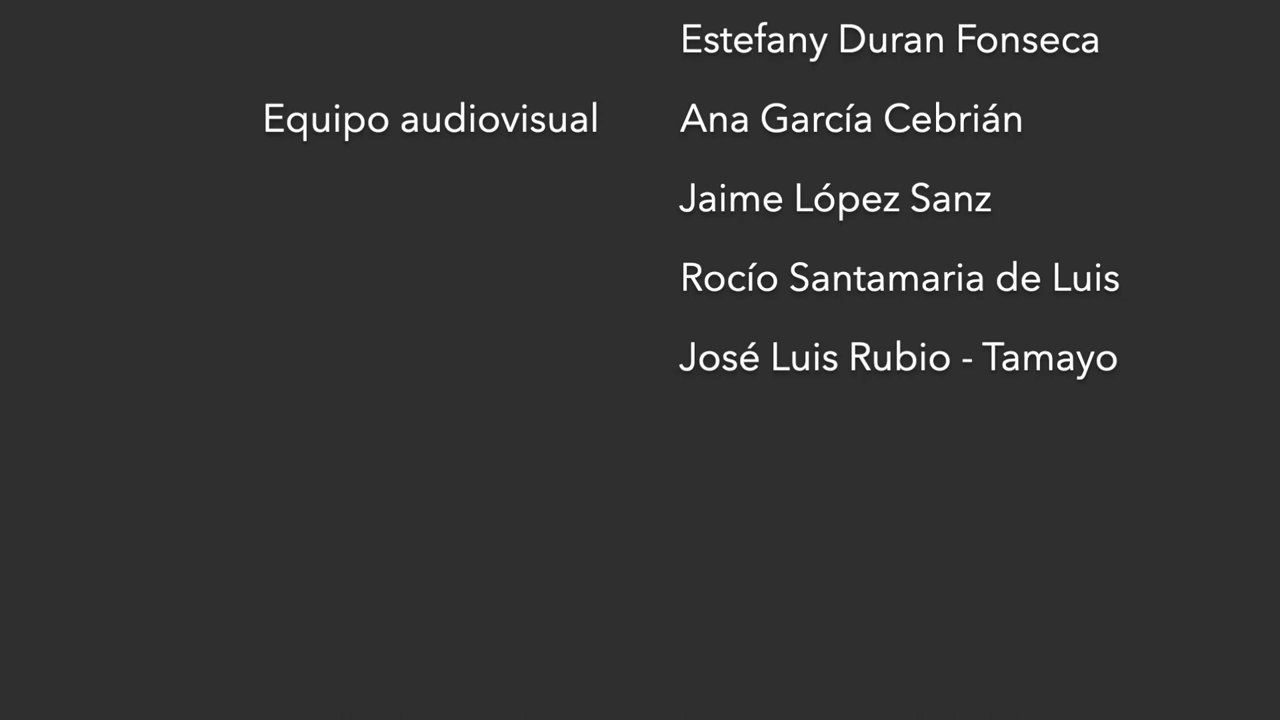 Estefany Duran Fonseca
Equipo audiovisual Ana García Cebrián
Jaime López Sanz
Rocío Santamaria de Luis
José Luis Rubio - Tamayo